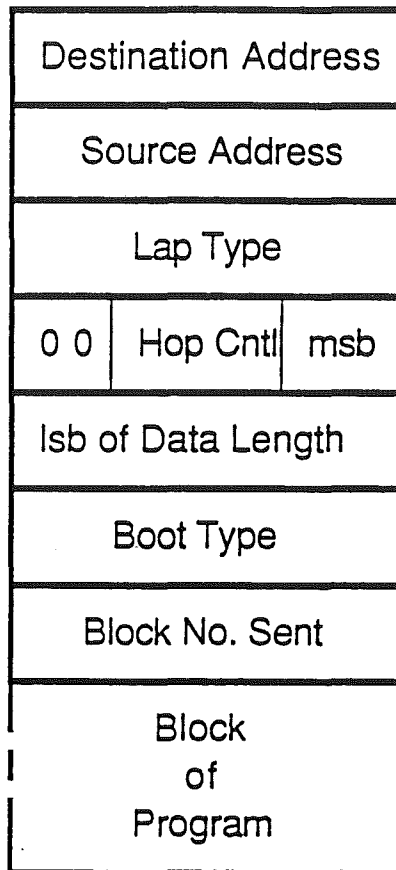 Destination Address
Source Address
Lap Type
0 0 Hop Cntl msb
lsb of Data Length
Boot Type
Block No. Sent
Block
of
Program